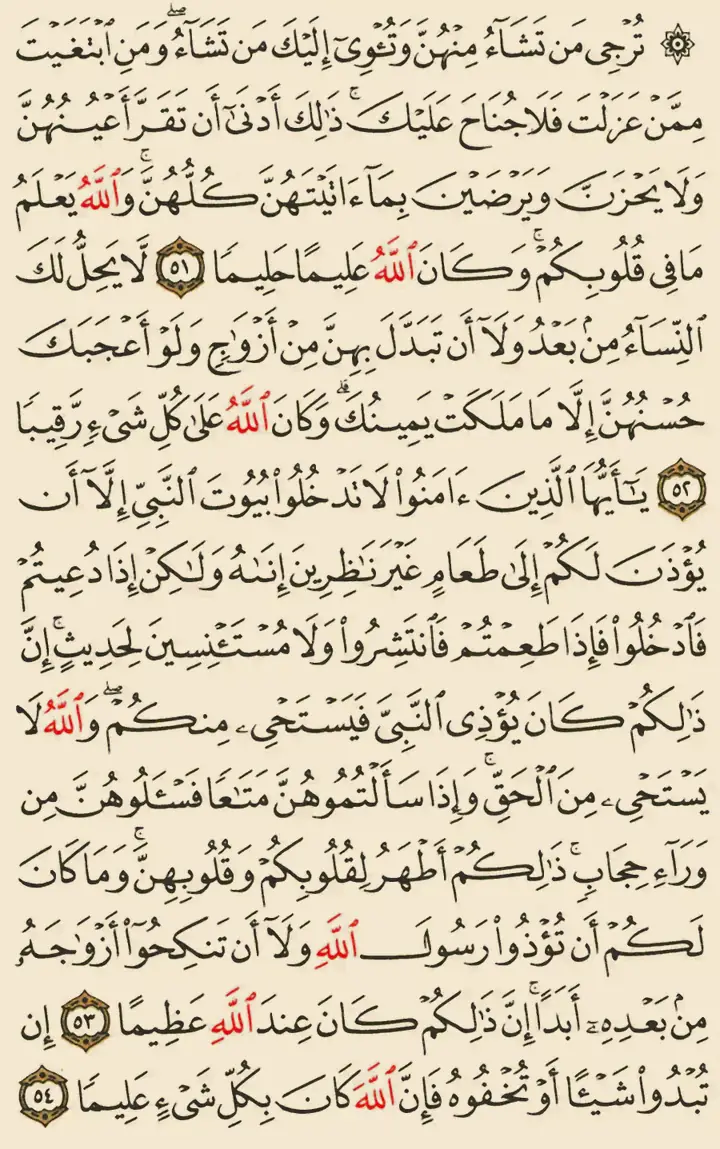 ۞ تُرْجِى مَن تَشَآءُ مِنْهُنَّ وَتُـْٔوِىٓ إِلَيْكَ مَن تَشَآءُ ۖ وَمَنِ ٱبْتَغَيْتَ
مِمَّنْ عَزَلْتَ فَلَا جُنَاحَ عَلَيْكَ ۚ ذَٰلِكَ أَدْنَىٰٓ أَن تَقَرَّ أَعْيُنُهُنَّ
وَلَا يَحْزَنَّ وَيَرْضَيْنَ بِمَآ ءَاتَيْتَهُنَّ كُلُّهُنَّ ۚ وَٱللَّهُ يَعْلَمُ
مَا فِى قُلُوبِكُمْ ۚ وَكَانَ ٱللَّهُ عَلِيمًا حَلِيمًا ٥١ لَّا يَحِلُّ لَكَ
ٱلنِّسَآءُ مِنۢ بَعْدُ وَلَآ أَن تَبَدَّلَ بِهِنَّ مِنْ أَزْوَٰجٍ وَلَوْ أَعْجَبَكَ
حُسْنُهُنَّ إِلَّا مَا مَلَكَتْ يَمِينُكَ ۗ وَكَانَ ٱللَّهُ عَلَىٰ كُلِّ شَىْءٍ رَّقِيبًا
٥٢ يَـٰٓأَيُّهَا ٱلَّذِينَ ءَامَنُوا۟ لَا تَدْخُلُوا۟ بُيُوتَ ٱلنَّبِىِّ إِلَّآ أَن
يُؤْذَنَ لَكُمْ إِلَىٰ طَعَامٍ غَيْرَ نَـٰظِرِينَ إِنَىٰهُ وَلَـٰكِنْ إِذَا دُعِيتُمْ
فَٱدْخُلُوا۟ فَإِذَا طَعِمْتُمْ فَٱنتَشِرُوا۟ وَلَا مُسْتَـْٔنِسِينَ لِحَدِيثٍ ۚ إِنَّ
ذَٰلِكُمْ كَانَ يُؤْذِى ٱلنَّبِىَّ فَيَسْتَحْىِۦ مِنكُمْ ۖ وَٱللَّهُ لَا
يَسْتَحْىِۦ مِنَ ٱلْحَقِّ ۚ وَإِذَا سَأَلْتُمُوهُنَّ مَتَـٰعًا فَسْـَٔلُوهُنَّ مِن
وَرَآءِ حِجَابٍ ۚ ذَٰلِكُمْ أَطْهَرُ لِقُلُوبِكُمْ وَقُلُوبِهِنَّ ۚ وَمَا كَانَ
لَكُمْ أَن تُؤْذُوا۟ رَسُولَ ٱللَّهِ وَلَآ أَن تَنكِحُوٓا۟ أَزْوَٰجَهُۥ
مِنۢ بَعْدِهِۦٓ أَبَدًا ۚ إِنَّ ذَٰلِكُمْ كَانَ عِندَ ٱللَّهِ عَظِيمًا ٥٣ إِن
تُبْدُوا۟ شَيْـًٔا أَوْ تُخْفُوهُ فَإِنَّ ٱللَّهَ كَانَ بِكُلِّ شَىْءٍ عَلِيمًا ٥٤